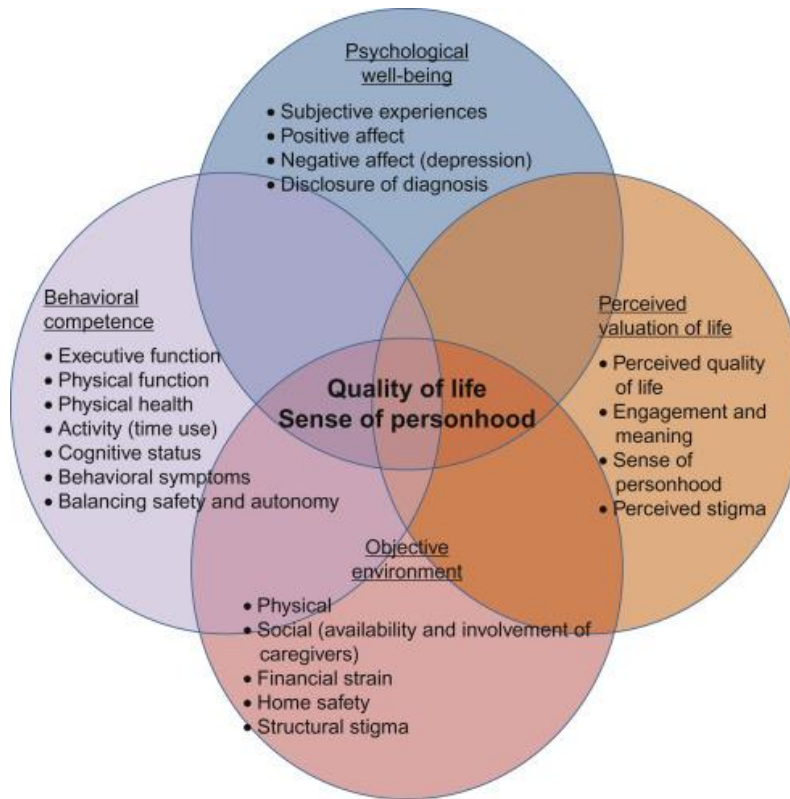 Psychological
well-being
• Subjective experiences
• Positive affect
• Negative affect (depression)
• Disclosure of diagnosis
Behavioral
competence
• Executive function
• Physical function
• Physical health
• Activity (time use)
• Cognitive status
• Behavioral symptoms
• Balancing safety and autonomy
Quality of life
Sense of personhood
Perceived
valuation of life
• Perceived quality
of life
• Engagement and
meaning
• Sense of
personhood
• Perceived stigma
Objective
environment
• Physical
• Social (availability and involvement of
caregivers)
• Financial strain
• Home safety
• Structural stigma